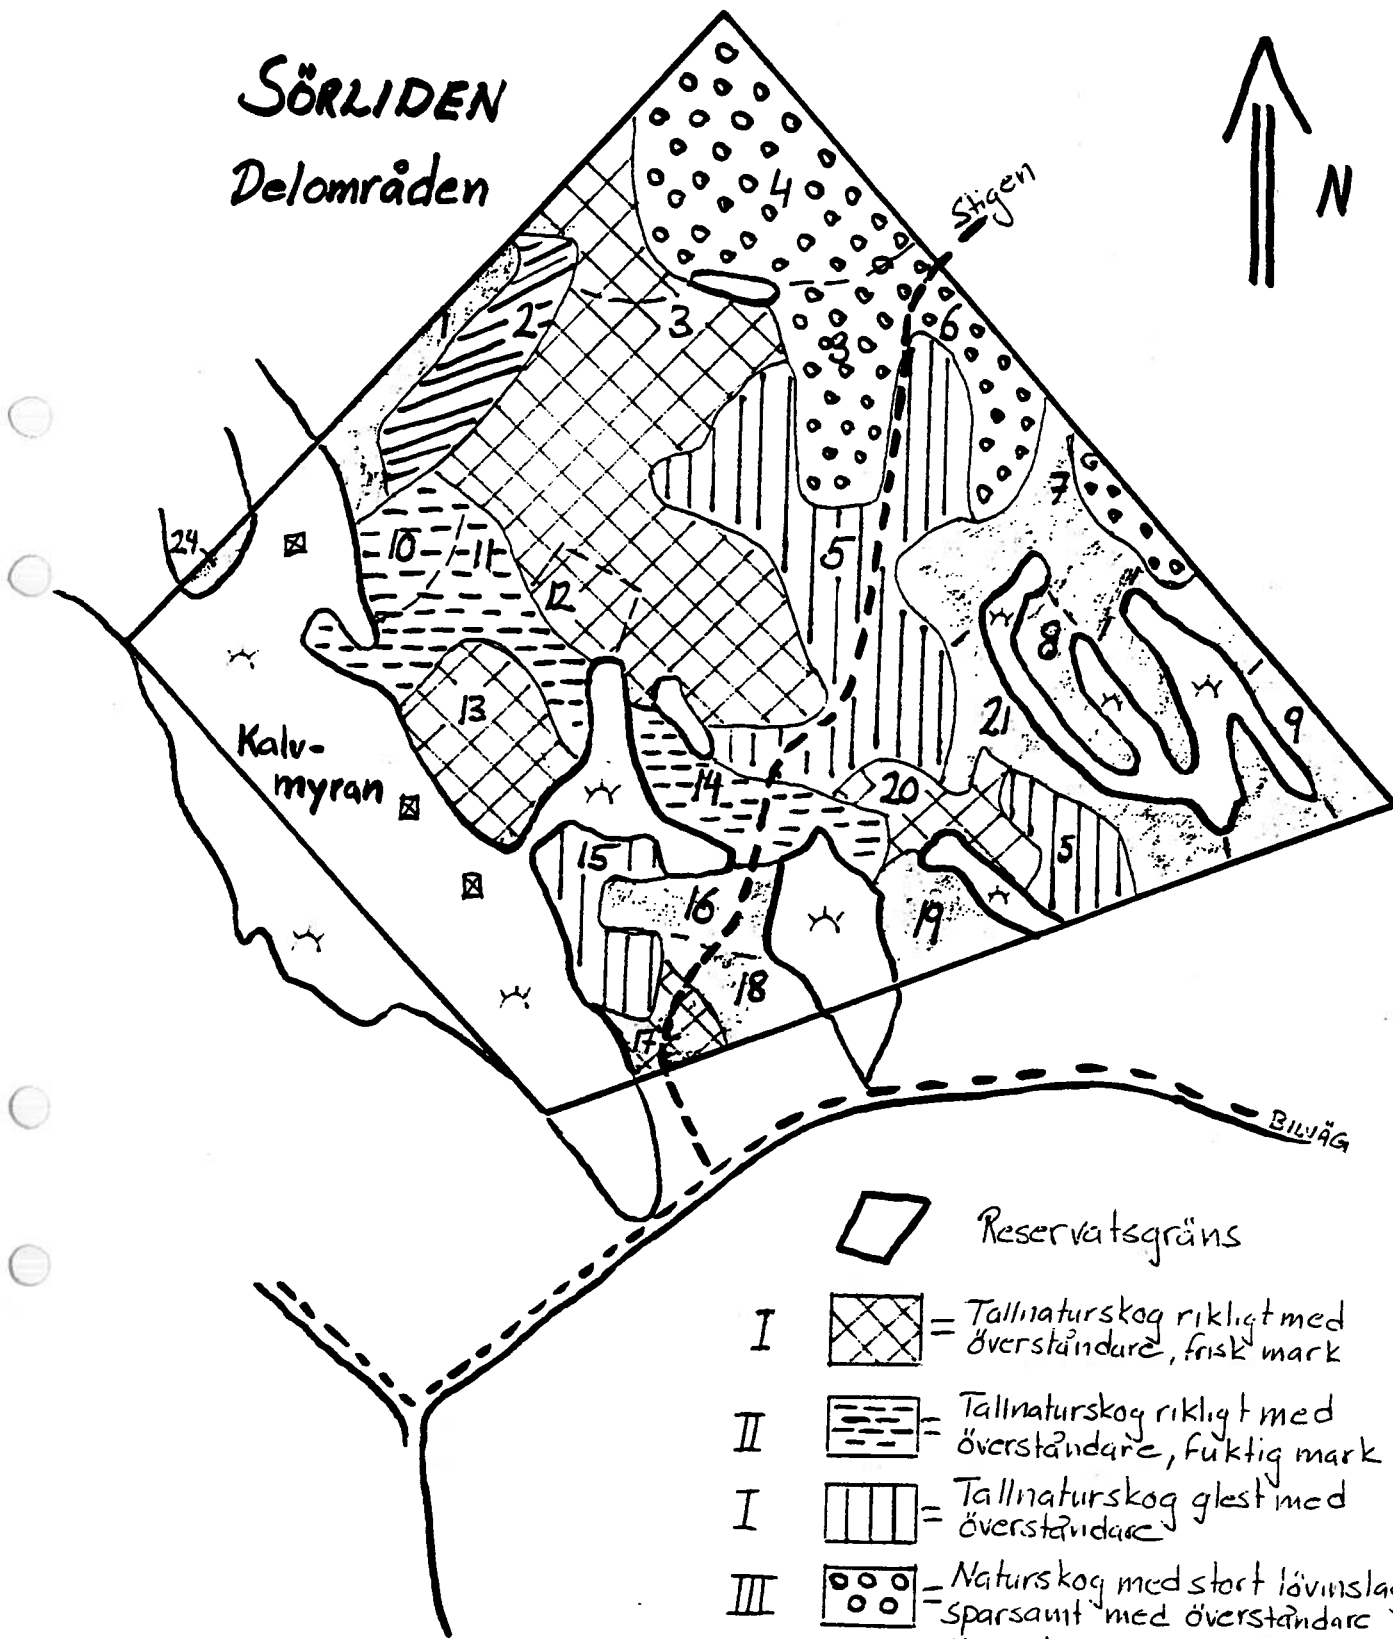 SÖRLIDEN
Delområden
N
Stigen
4
1
2
3
3
6
7
24
10
11
12
5
8
13
21
9
Kalv-
myran
14
20
15
5
16
19
18
17
BILVÄG
Reservatsgräns
I = Tallnaturskog rikligt med
överståndare, frisk mark
II = Tallnaturskog rikligt med
överståndare, fuktig mark
I = Tallnaturskog glest med
överståndare
III = Naturskog med stort
sparsamt med överståndare